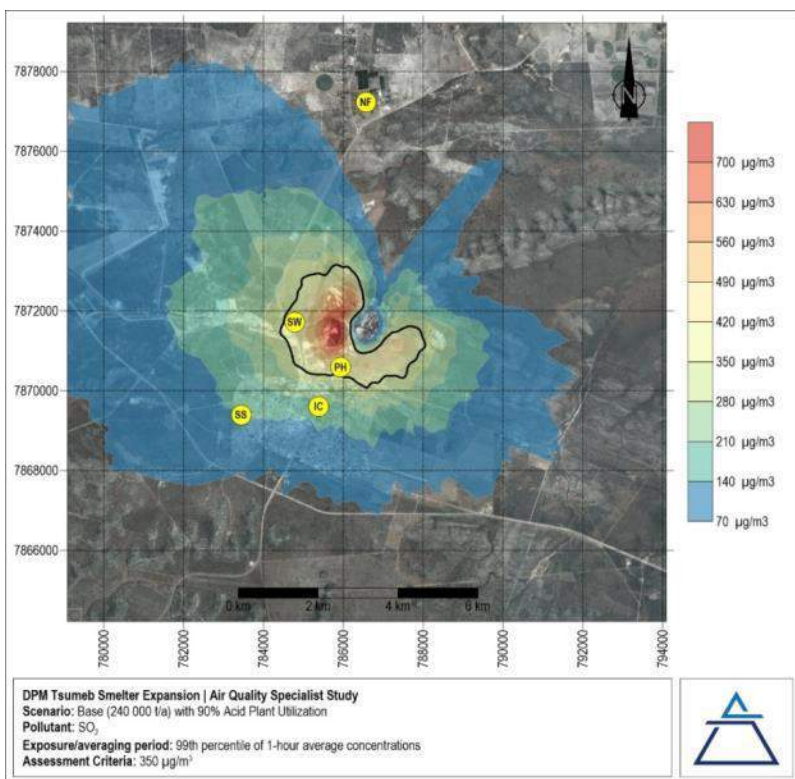 7878000
7876000
7874000
7872000
7870000
7868000
7866000
NF
N
SW
PH
IC
SS
0 km 2 km 4 km 6 km
780000 782000 784000 786000 788000 790000 792000 794000
700 µg/m3
630 µg/m3
560 µg/m3
490 µg/m3
420 µg/m3
350 µg/m3
280 µg/m3
210 µg/m3
140 µg/m3
70 µg/m3
DPM Tsumeb Smelter Expansion | Air Quality Specialist Study
Scenario: Base (240 000 t/a) with 90% Acid Plant Utilization
Pollutant: SO₂
Exposure/averaging period: 99th percentile of 1-hour average concentrations
Assessment Criteria: 350 µg/m³